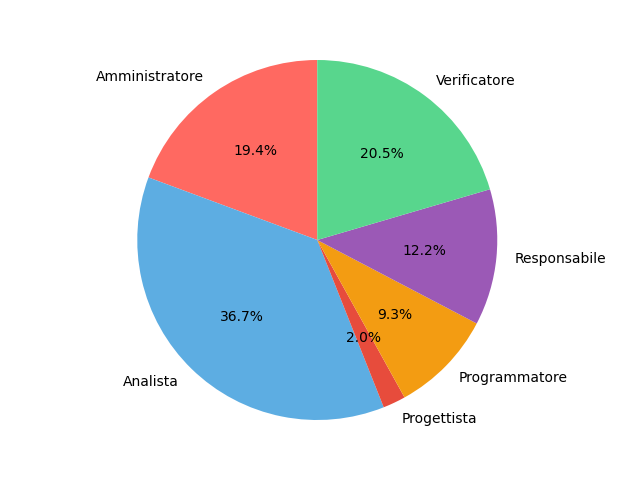 Amministratore
Verificatore
19.4%
20.5%
12.2%
Responsabile
36.7%
9.3%
2.0%
Analista
Programmatore
Progettista